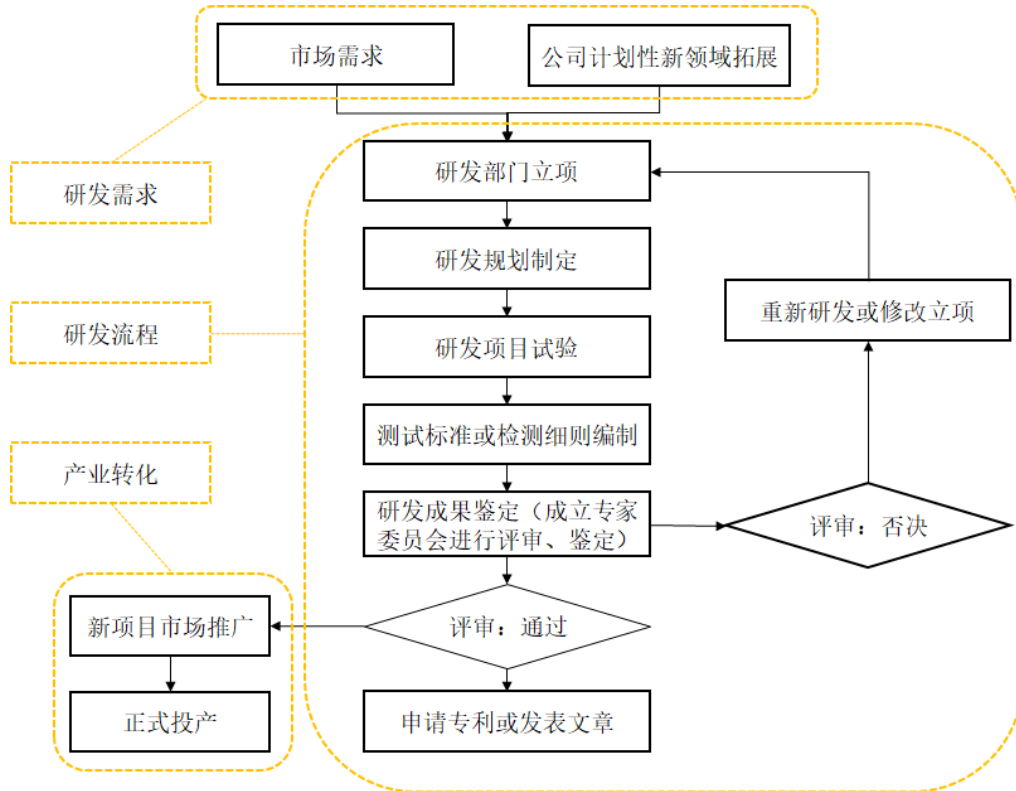 市场需求
公司计划性新领域拓展
研发需求
研发部门立项
研发规划制定
重新研发或修改立项
研发流程
研发项目试验
测试标准或检测细则编制
产业转化
研发成果鉴定（成立专家
委员会进行评审、鉴定）
评审：否决
新项目市场推广
评审：通过
正式投产
申请专利或发表文章